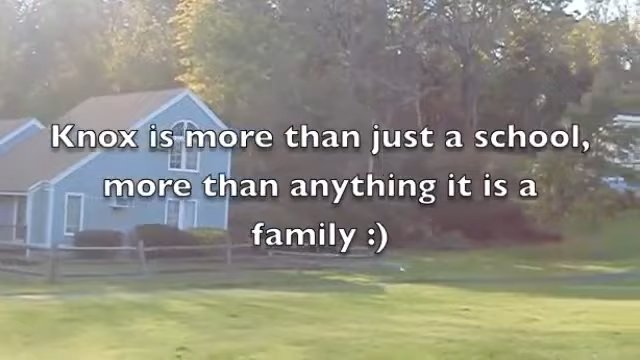 Knox is more than just a school,
more than anything it is a
family :)